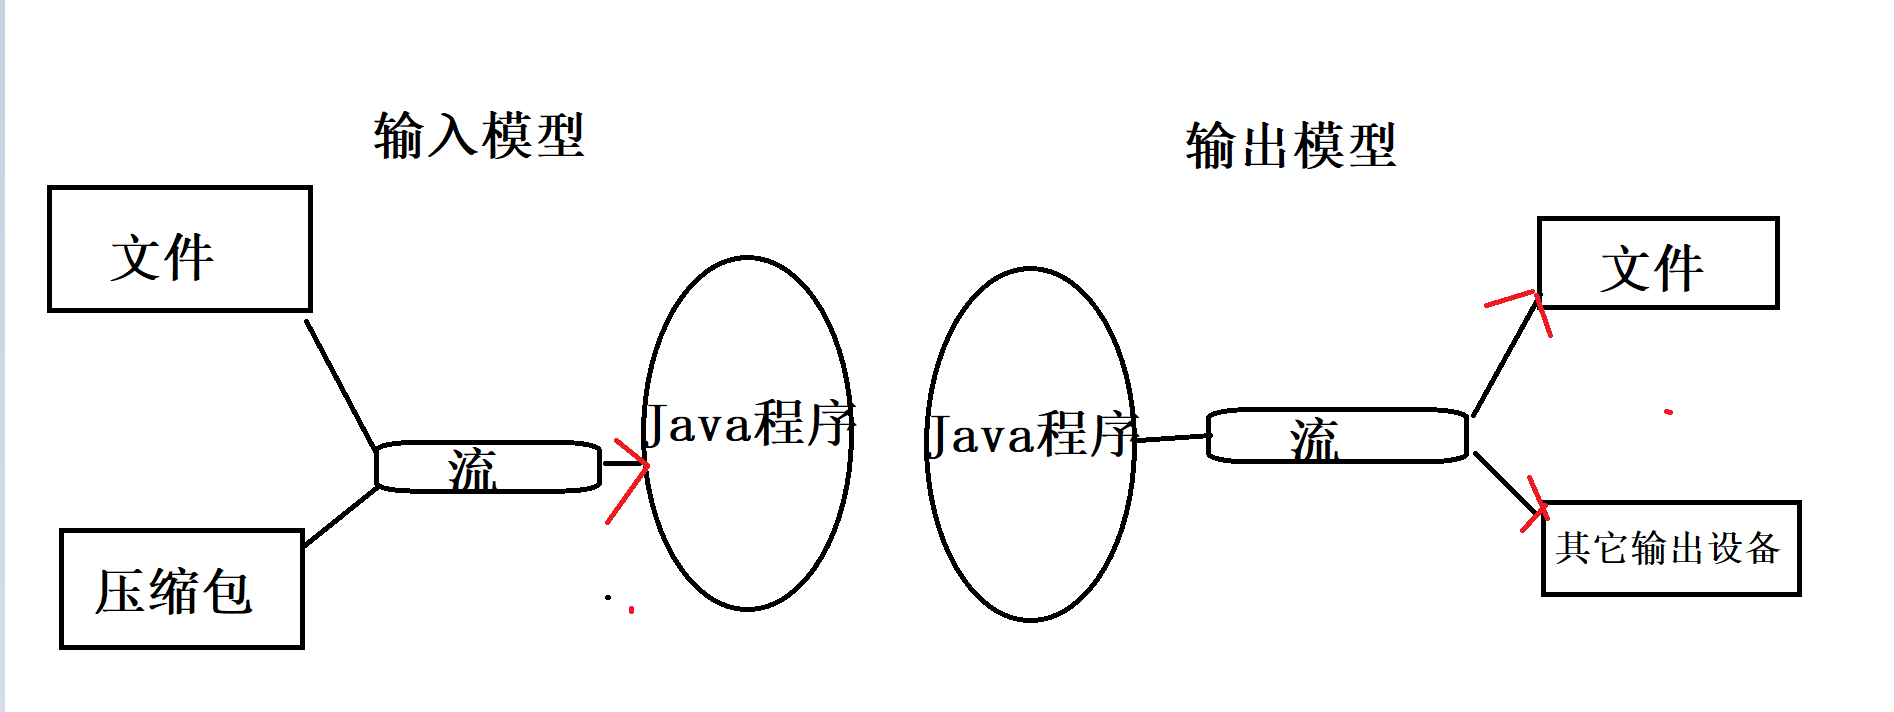 输入模型
文件
压缩包
流
Java程序
输出模型
Java程序
流
文件
其它输出设备